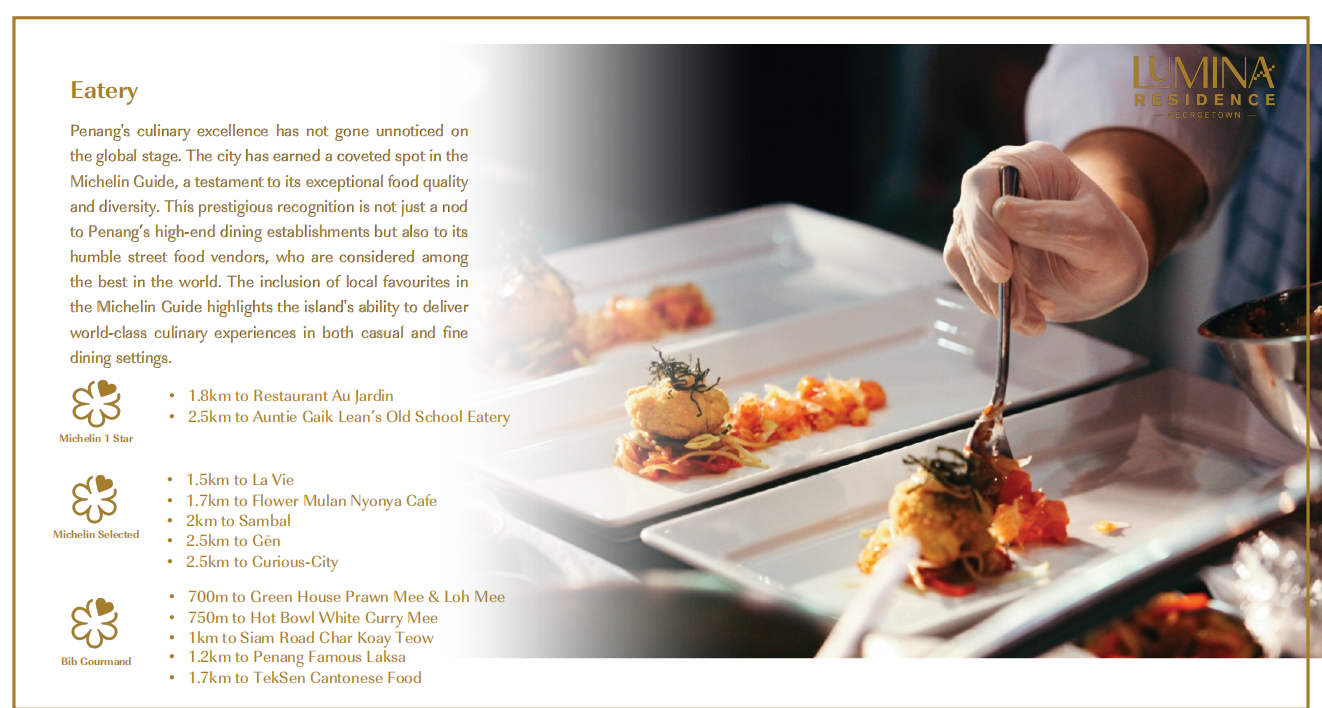 LUMINA
RESIDENCE
GEORGETOWN
Eatery
Penang's culinary excellence has not gone unnoticed on
the global stage. The city has earned a coveted spot in the
Michelin Guide, a testament to its exceptional food quality
and diversity. This prestigious recognition is not just a nod
to Penang's high-end dining establishments but also to its
humble street food vendors, who are considered among
the best in the world. The inclusion of local favourites in
the Michelin Guide highlights the island's ability to deliver
world-class culinary experiences in both casual and fine
dining settings.
Michelin 1 Star
• 1.8km to Restaurant Au Jardin
• 2.5km to Auntie Gaik Lean's Old School Eatery
Michelin Selected
• 1.5km to La Vie
• 1.7km to Flower Mulan Nyonya Cafe
• 2km to Sambal
• 2.5km to Gēn
• 2.5km to Curious-City
Bib Gourmand
• 700m to Green House Prawn Mee & Loh Mee
• 750m to Hot Bowl White Curry Mee
• 1km to Siam Road Char Koay Teow
• 1.2km to Penang Famous Laksa
• 1.7km to TekSen Cantonese Food